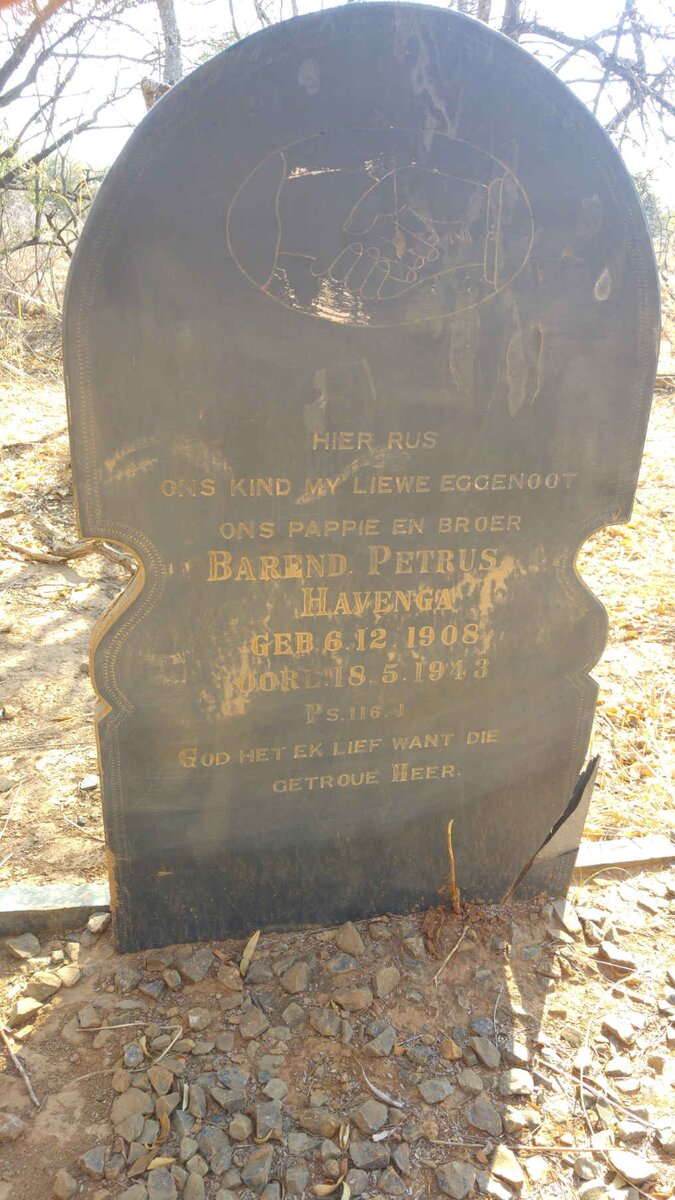 HIER RUS
ONS KIND MY LIEWE EGGENOOT
ONS PAPPIE EN BROER
BAREND. PETRUS
HAVENGA
GEB. 6. 12. 1908
OORL. 18. 5. 1943
PS. 116. 1
GOD HET EK LIEF WANT DIE
GETROUE HEER.